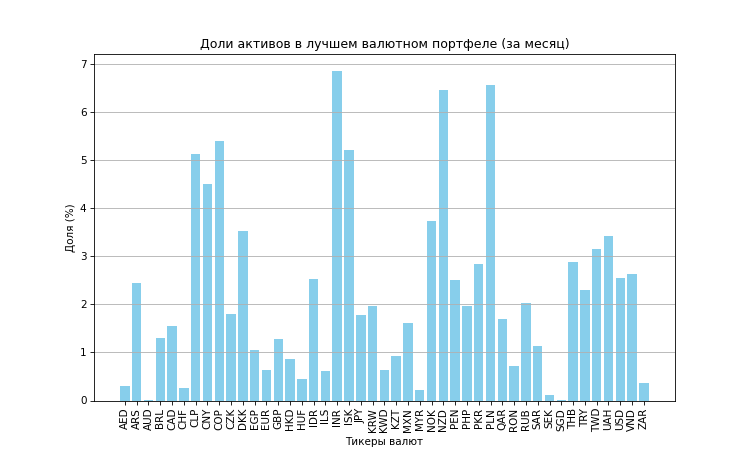 Доли активов в лучшем валютном портфеле (за месяц)
Доля (%)
7
6
5
4
3
2
1
0
AED ARS AUD BRL CAD CHF CLP CNY COP CZK DKK EGP EUR GBP HKD HUF IDR ILS INR ISK JPY KRW KWD KZT MXN MYR NOK NZD PEN PHP PKR PLN QAR RON RUB SAR SEK SGD THB TRY TWD UAH USD VND ZAR
Тикеры валют